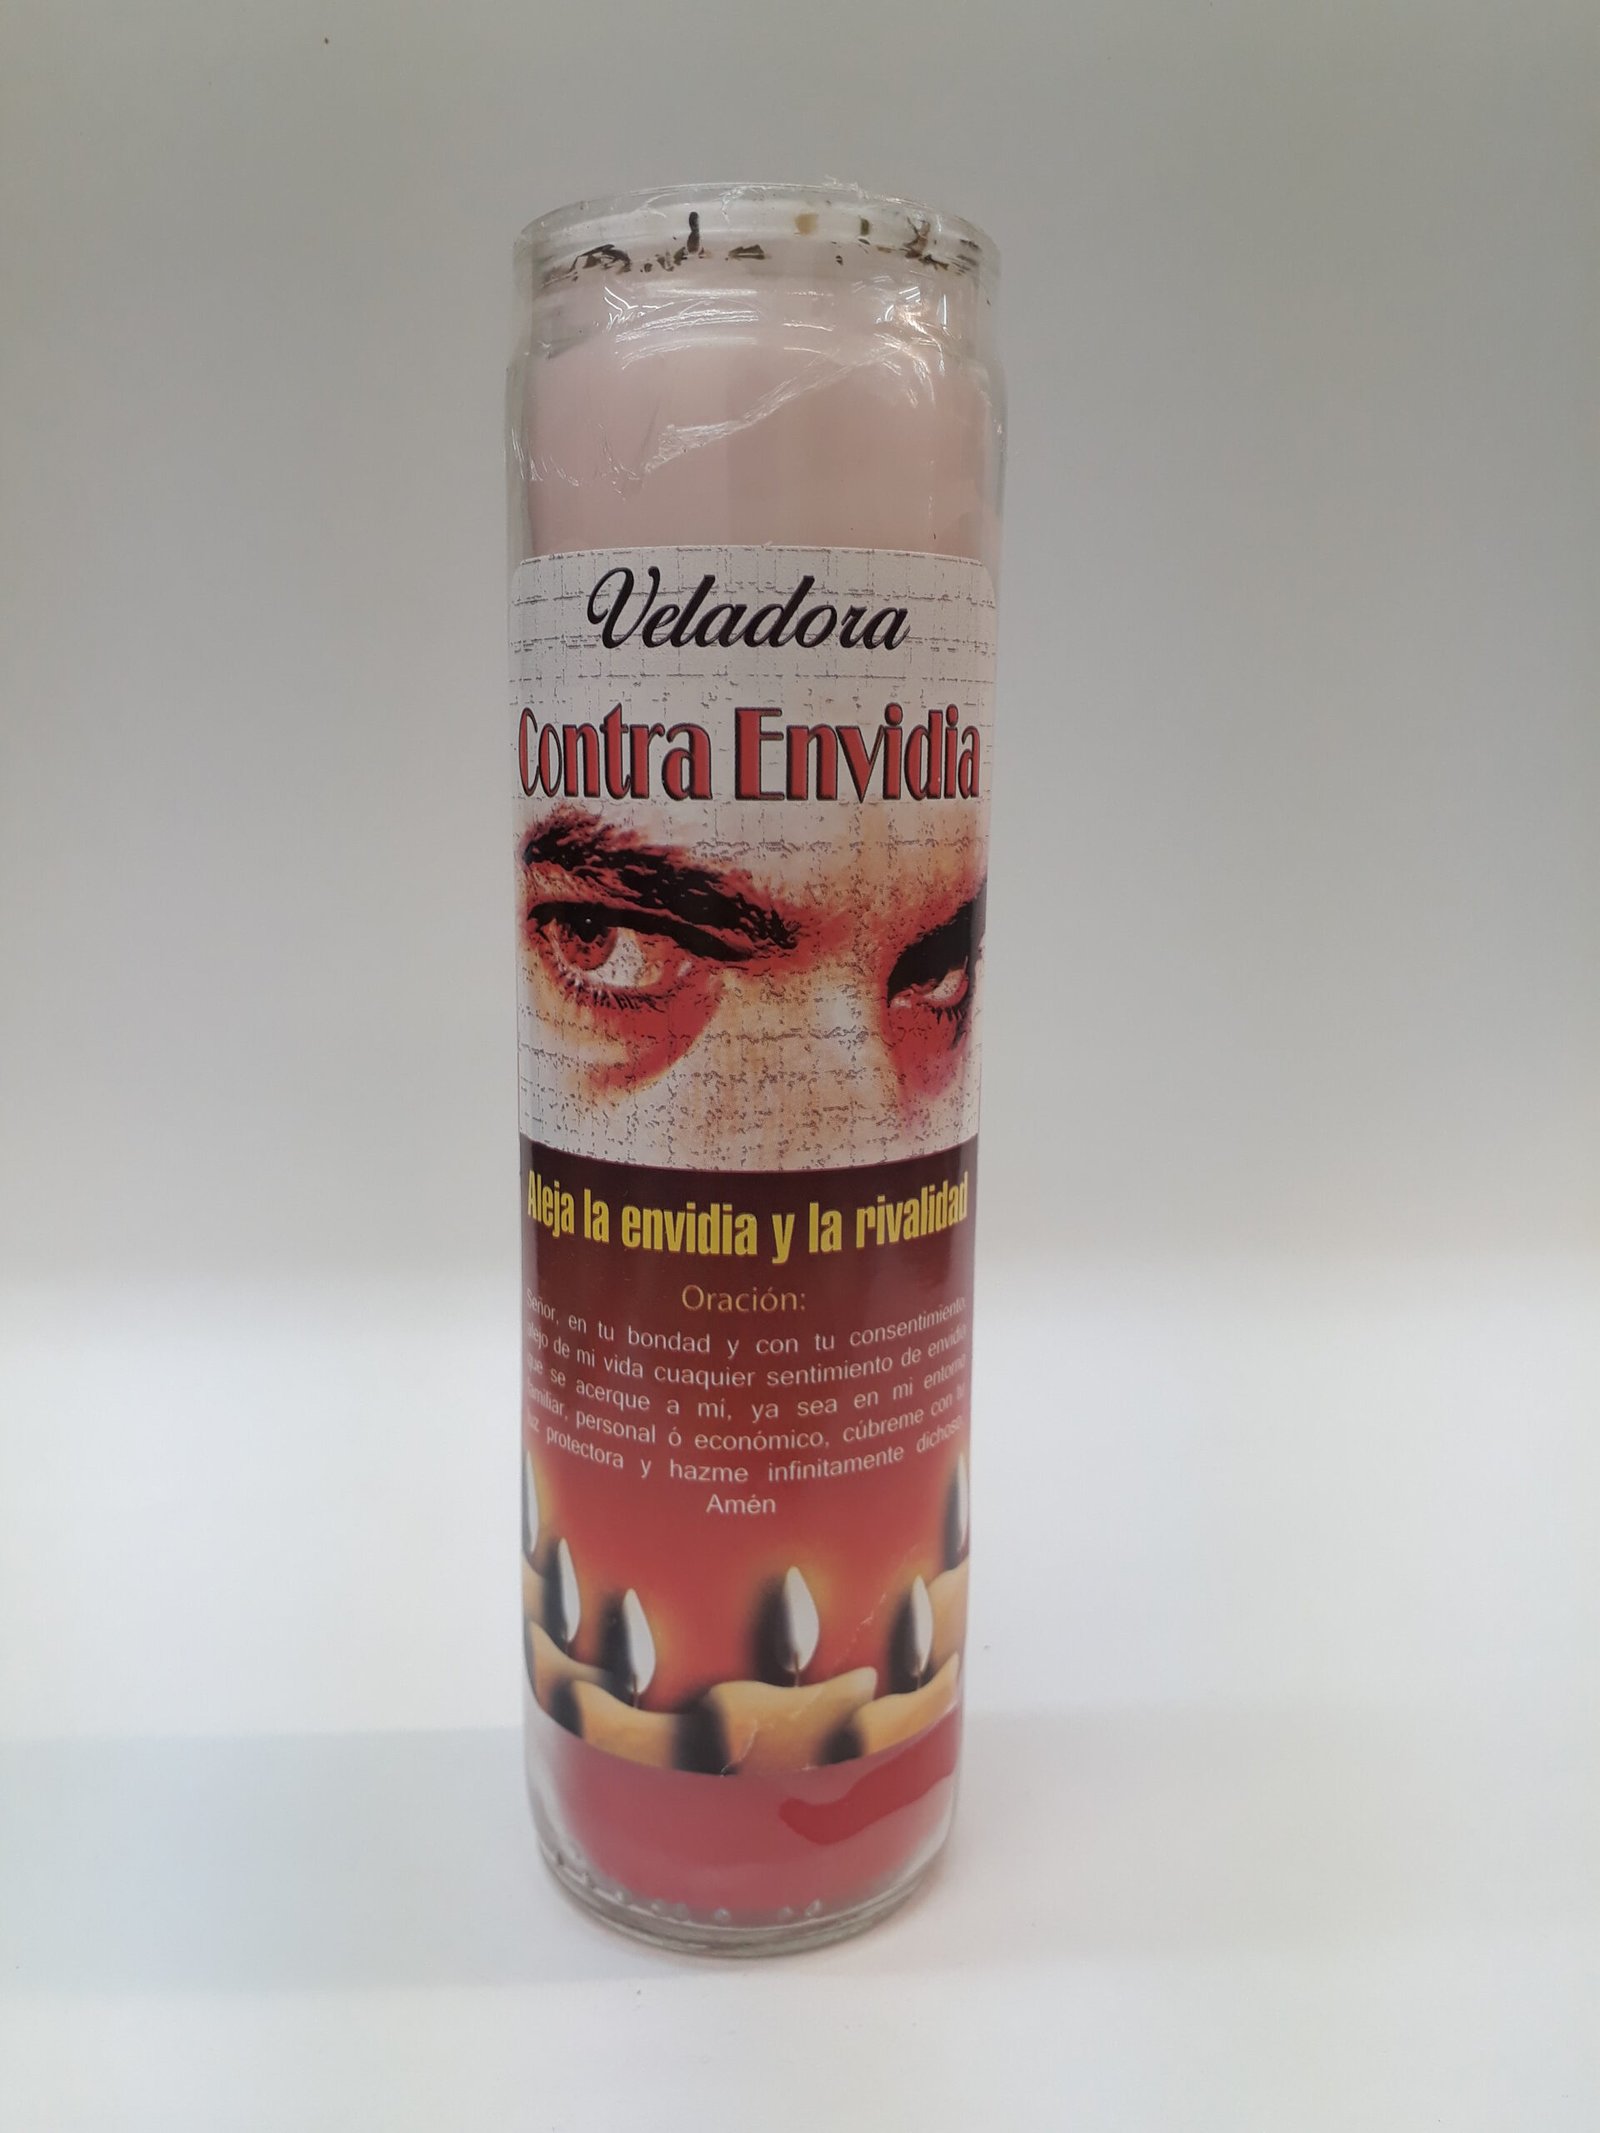 Veladora
Contra Envidia
Aleja la envidia y la rivalidad
Oración:
Señor, en tu bondad y con tu consentimiento,
alejo de mi vida cuaquier sentimiento de envidia
que se acerque a mí, ya sea en mi entorno
familiar, personal ó económico, cúbreme con tu
luz protectora y hazme infinitamente dichoso,
Amén